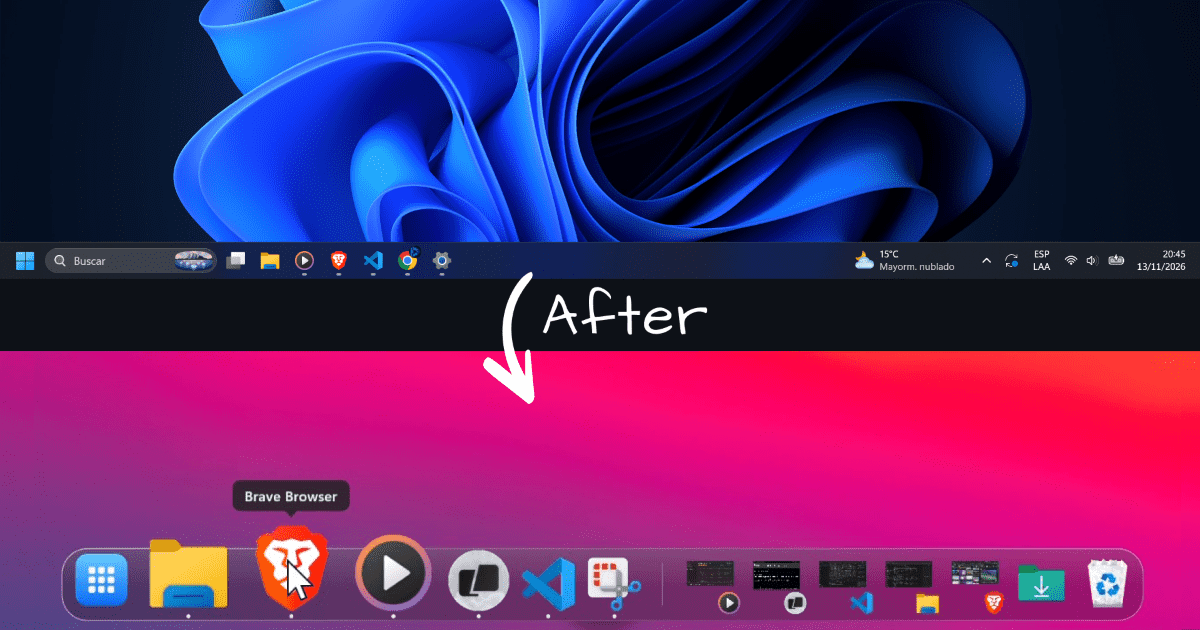 Buscar
15°C
Mayorm. nublado
ESP
LAA
20:45
13/11/2026
After
Brave Browser